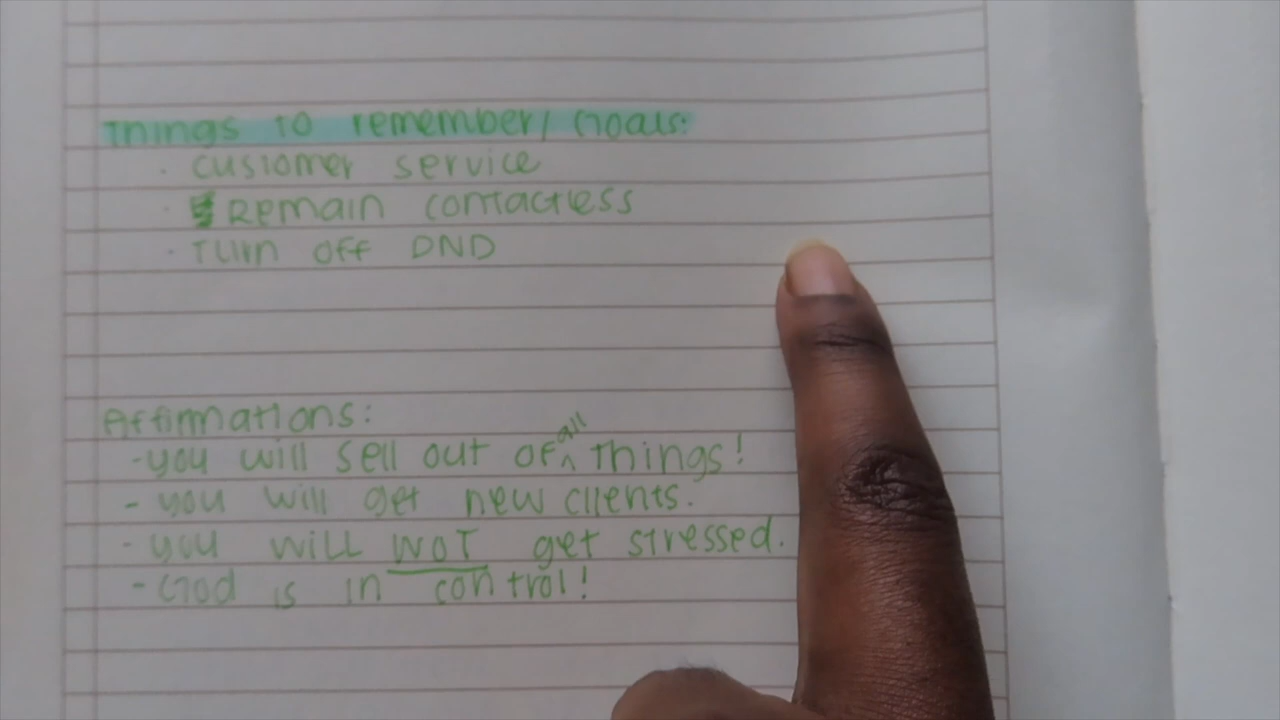 Things to remember/Goals:
· customer service
· Remain contactless
· Turn off DND
Affirmations:
-you will sell out of all things!
- you will get new clients.
- you will NOT get stressed.
- God is in control!